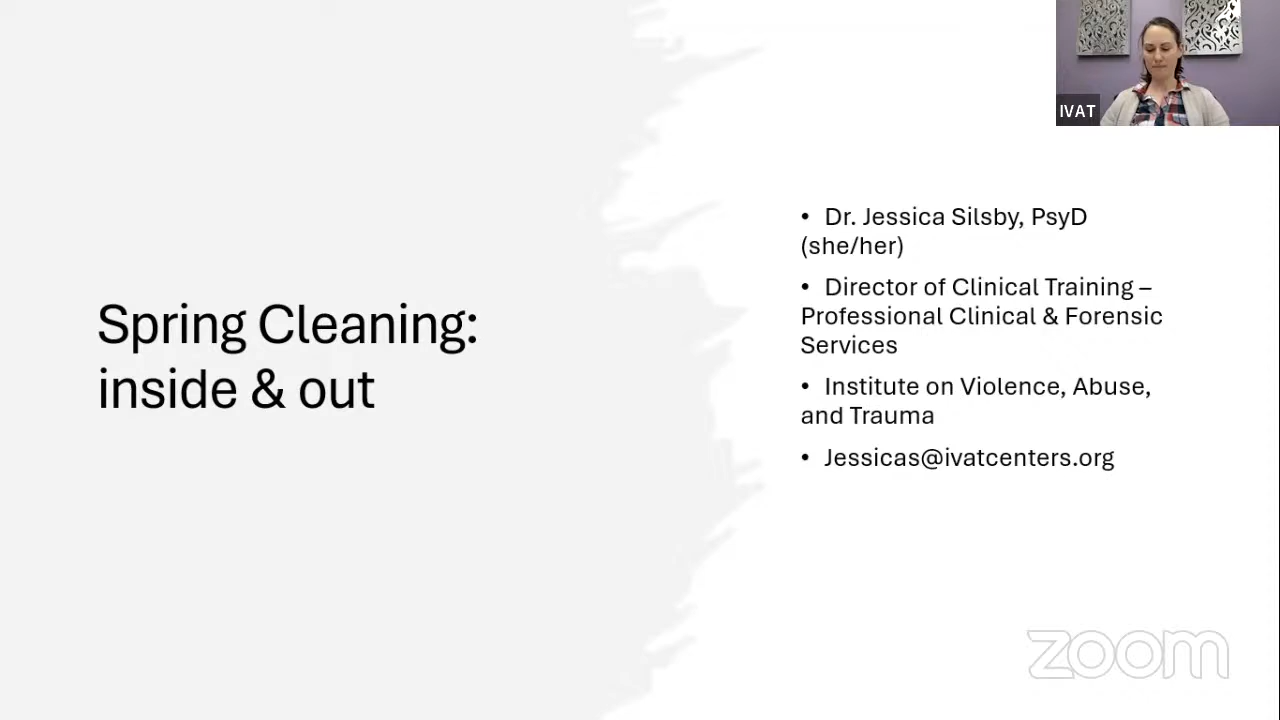 IVAT
Spring Cleaning:
inside & out
• Dr. Jessica Silsby, PsyD
(she/her)
• Director of Clinical Training –
Professional Clinical & Forensic
Services
• Institute on Violence, Abuse,
and Trauma
• Jessicas@ivatcenters.org
zoom